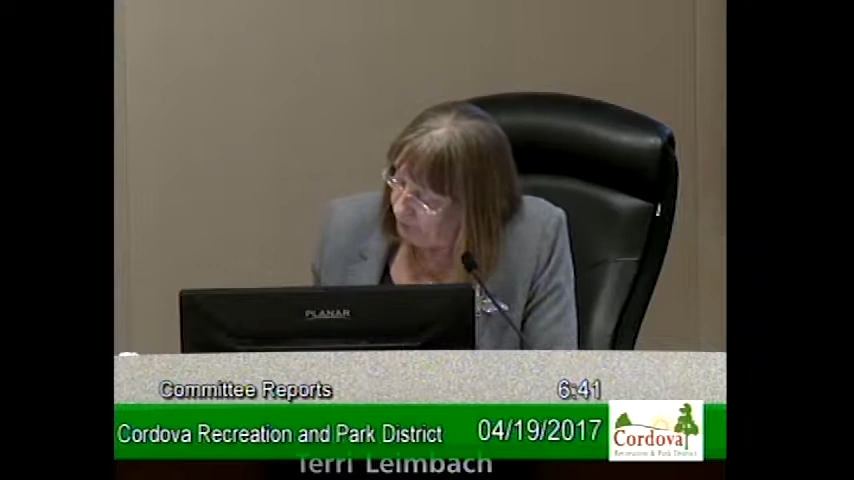 PLANAR
Committee Reports 6:41
Cordova Recreation and Park District 04/19/2017
Cordova
Recreation & Park District
Terri Leimbach